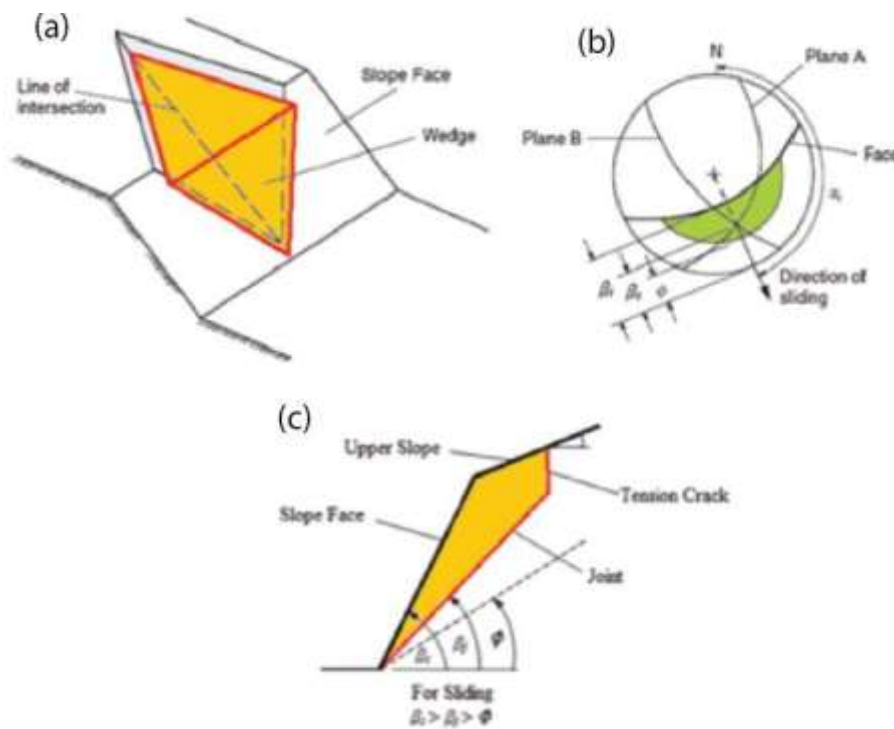 (a)
Line of
intersection
Slope Face
Wedge
(b)
N
Plane A
Plane B
Face
Direction of
sliding
(c)
Upper Slope
Tension Crack
Slope Face
Joint
Φ
For Sliding